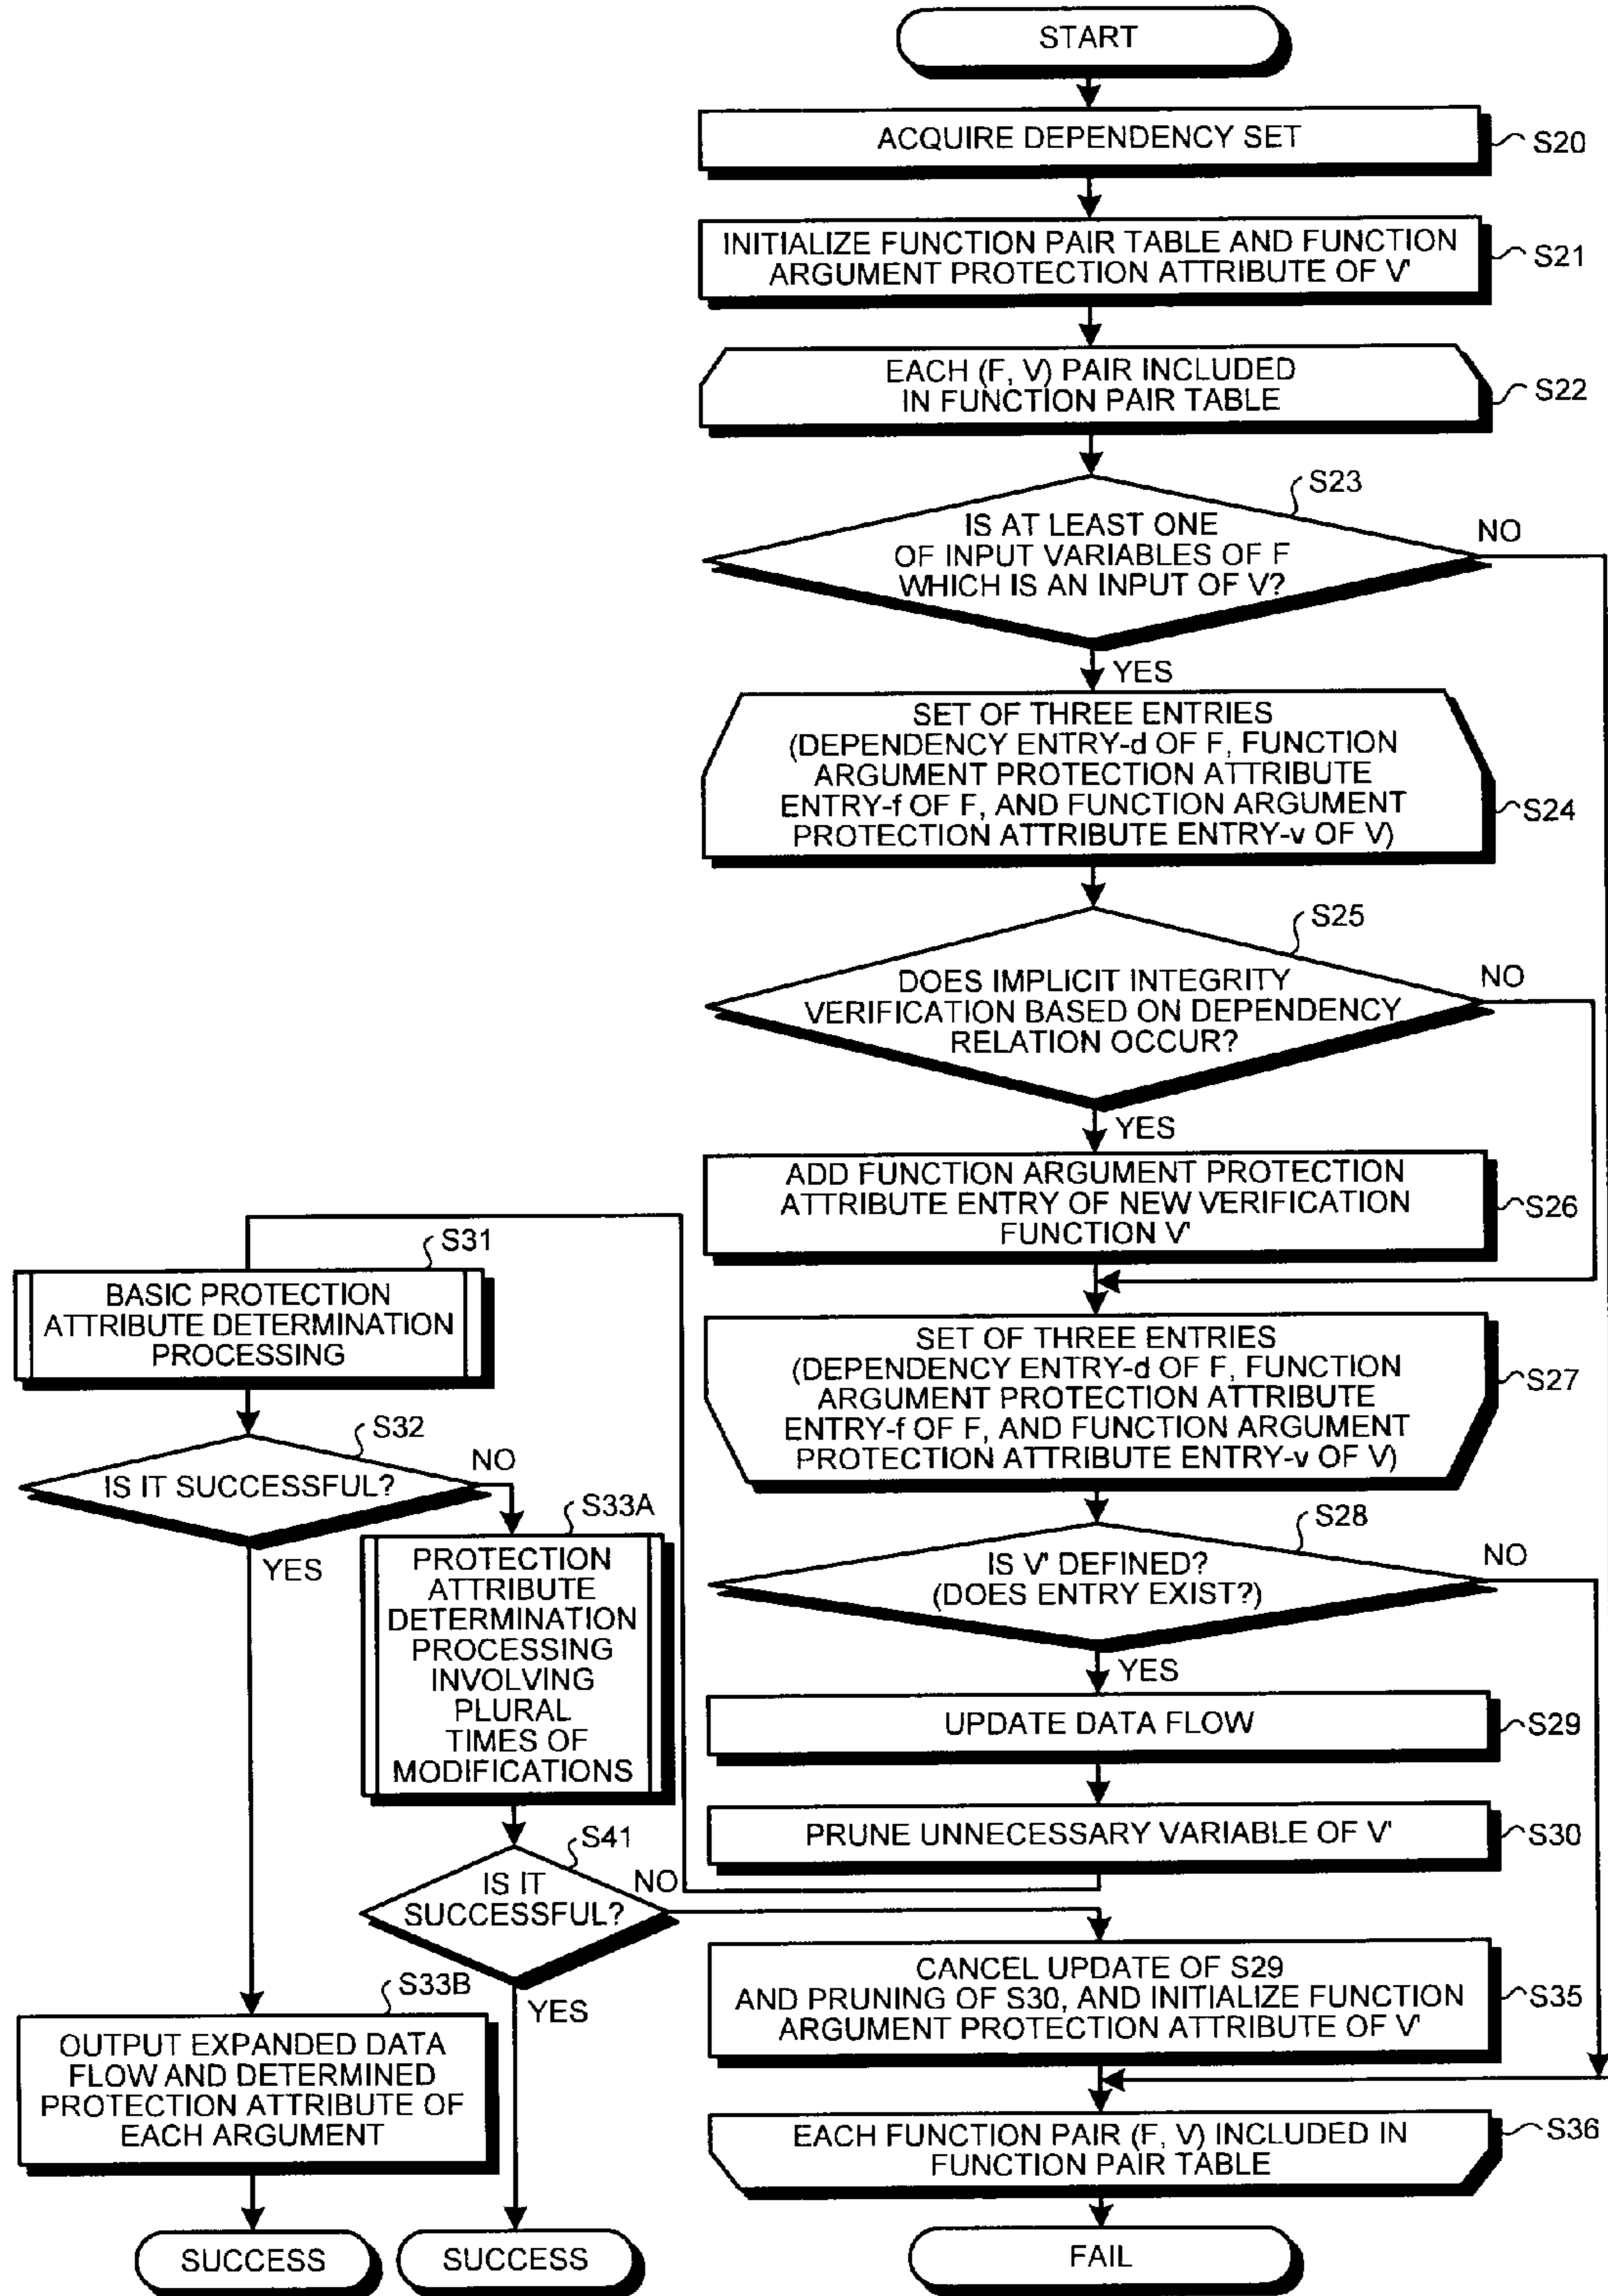 START
ACQUIRE DEPENDENCY SET
S20
INITIALIZE FUNCTION PAIR TABLE AND FUNCTION
ARGUMENT PROTECTION ATTRIBUTE OF V'
S21
EACH (F, V) PAIR INCLUDED
IN FUNCTION PAIR TABLE
S22
S23
IS AT LEAST ONE
OF INPUT VARIABLES OF F
WHICH IS AN INPUT OF V?
NO
YES
SET OF THREE ENTRIES
(DEPENDENCY ENTRY-d OF F, FUNCTION
ARGUMENT PROTECTION ATTRIBUTE
ENTRY-f OF F, AND FUNCTION ARGUMENT
PROTECTION ATTRIBUTE ENTRY-v OF V)
S24
S25
DOES IMPLICIT INTEGRITY
VERIFICATION BASED ON DEPENDENCY
RELATION OCCUR?
NO
YES
ADD FUNCTION ARGUMENT PROTECTION
ATTRIBUTE ENTRY OF NEW VERIFICATION
FUNCTION V'
S26
SET OF THREE ENTRIES
(DEPENDENCY ENTRY-d OF F, FUNCTION
ARGUMENT PROTECTION ATTRIBUTE
ENTRY-f OF F, AND FUNCTION ARGUMENT
PROTECTION ATTRIBUTE ENTRY-v OF V)
S27
S28
IS V' DEFINED?
(DOES ENTRY EXIST?)
NO
YES
UPDATE DATA FLOW
S29
PRUNE UNNECESSARY VARIABLE OF V'
S30
S31
BASIC PROTECTION
ATTRIBUTE DETERMINATION
PROCESSING
S32
IS IT SUCCESSFUL?
NO
YES
S33A
PROTECTION
ATTRIBUTE
DETERMINATION
PROCESSING
INVOLVING
PLURAL
TIMES OF
MODIFICATIONS
S41
IS IT
SUCCESSFUL?
NO
YES
S33B
OUTPUT EXPANDED DATA
FLOW AND DETERMINED
PROTECTION ATTRIBUTE OF
EACH ARGUMENT
CANCEL UPDATE OF S29
AND PRUNING OF S30, AND INITIALIZE FUNCTION
ARGUMENT PROTECTION ATTRIBUTE OF V'
S35
EACH FUNCTION PAIR (F, V) INCLUDED IN
FUNCTION PAIR TABLE
S36
SUCCESS
SUCCESS
FAIL